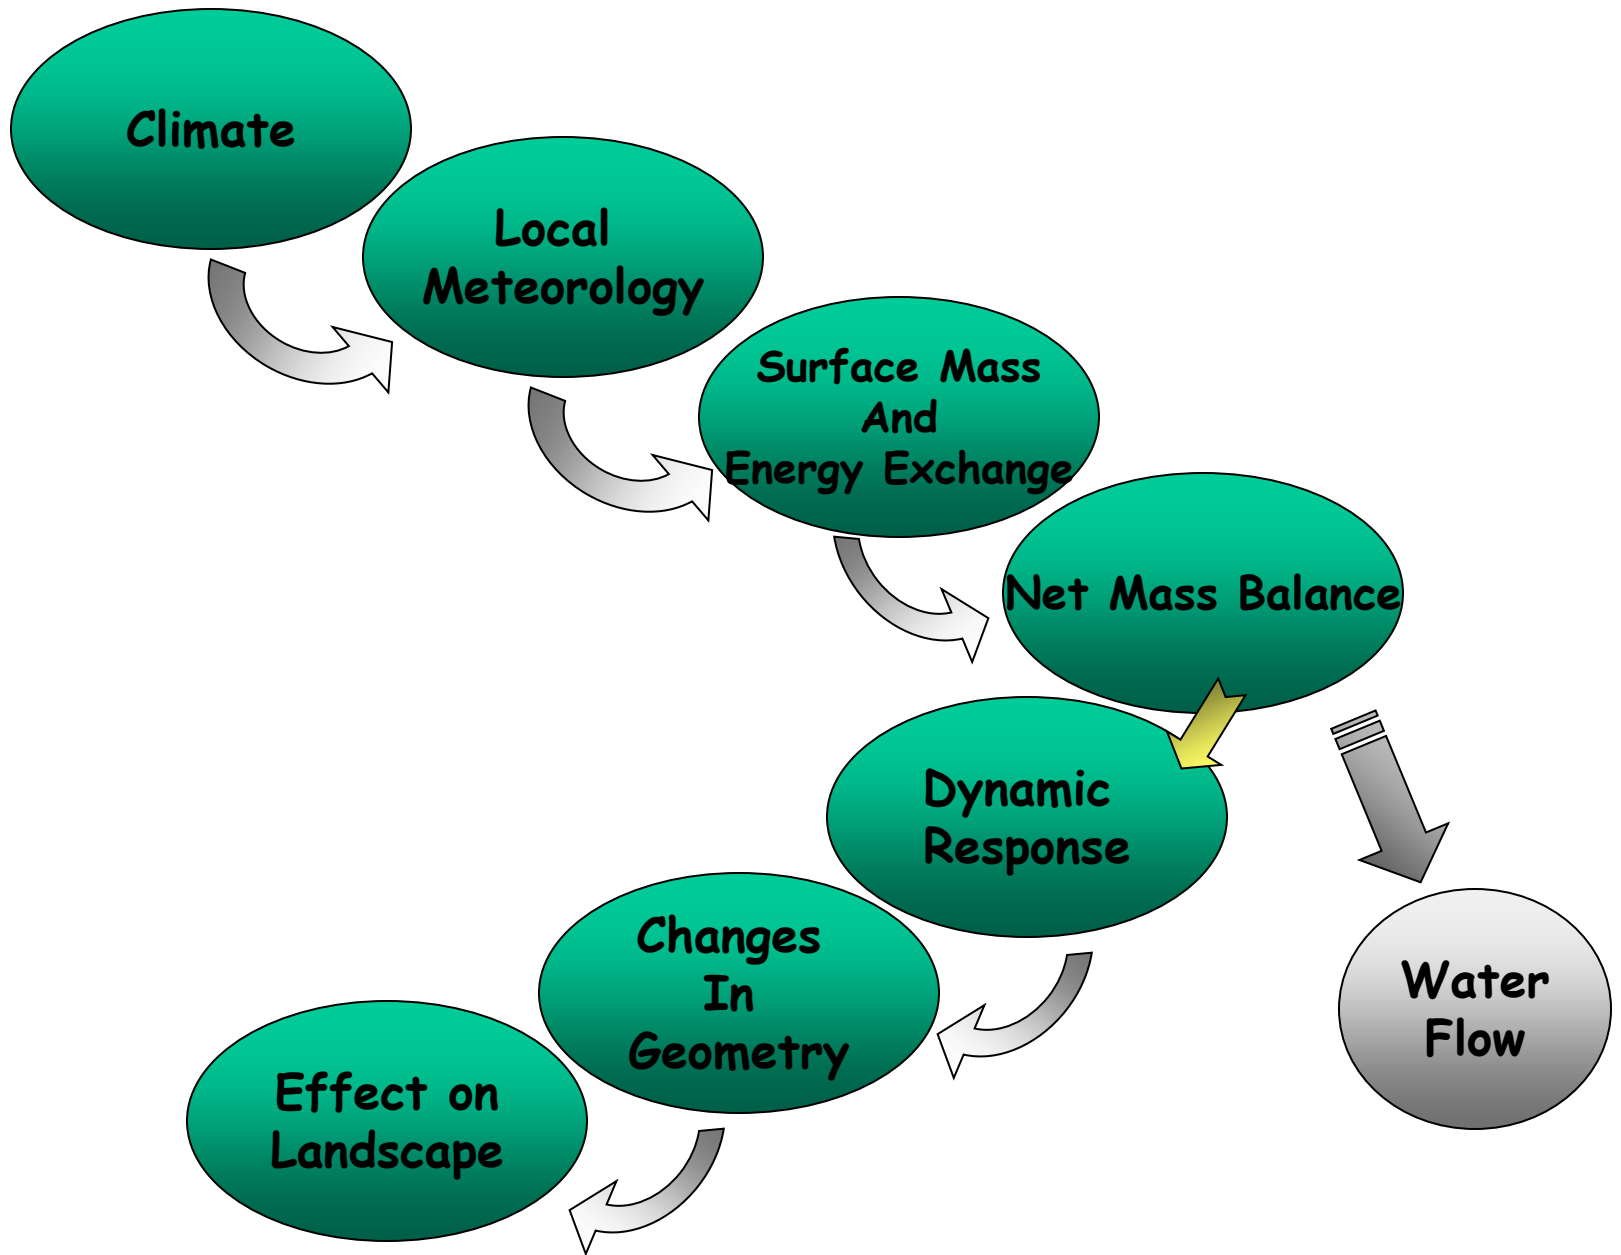 Climate
Local
Meteorology
Surface Mass
And
Energy Exchange
Net Mass Balance
Dynamic
Response
Changes
In
Geometry
Effect on
Landscape
Water
Flow